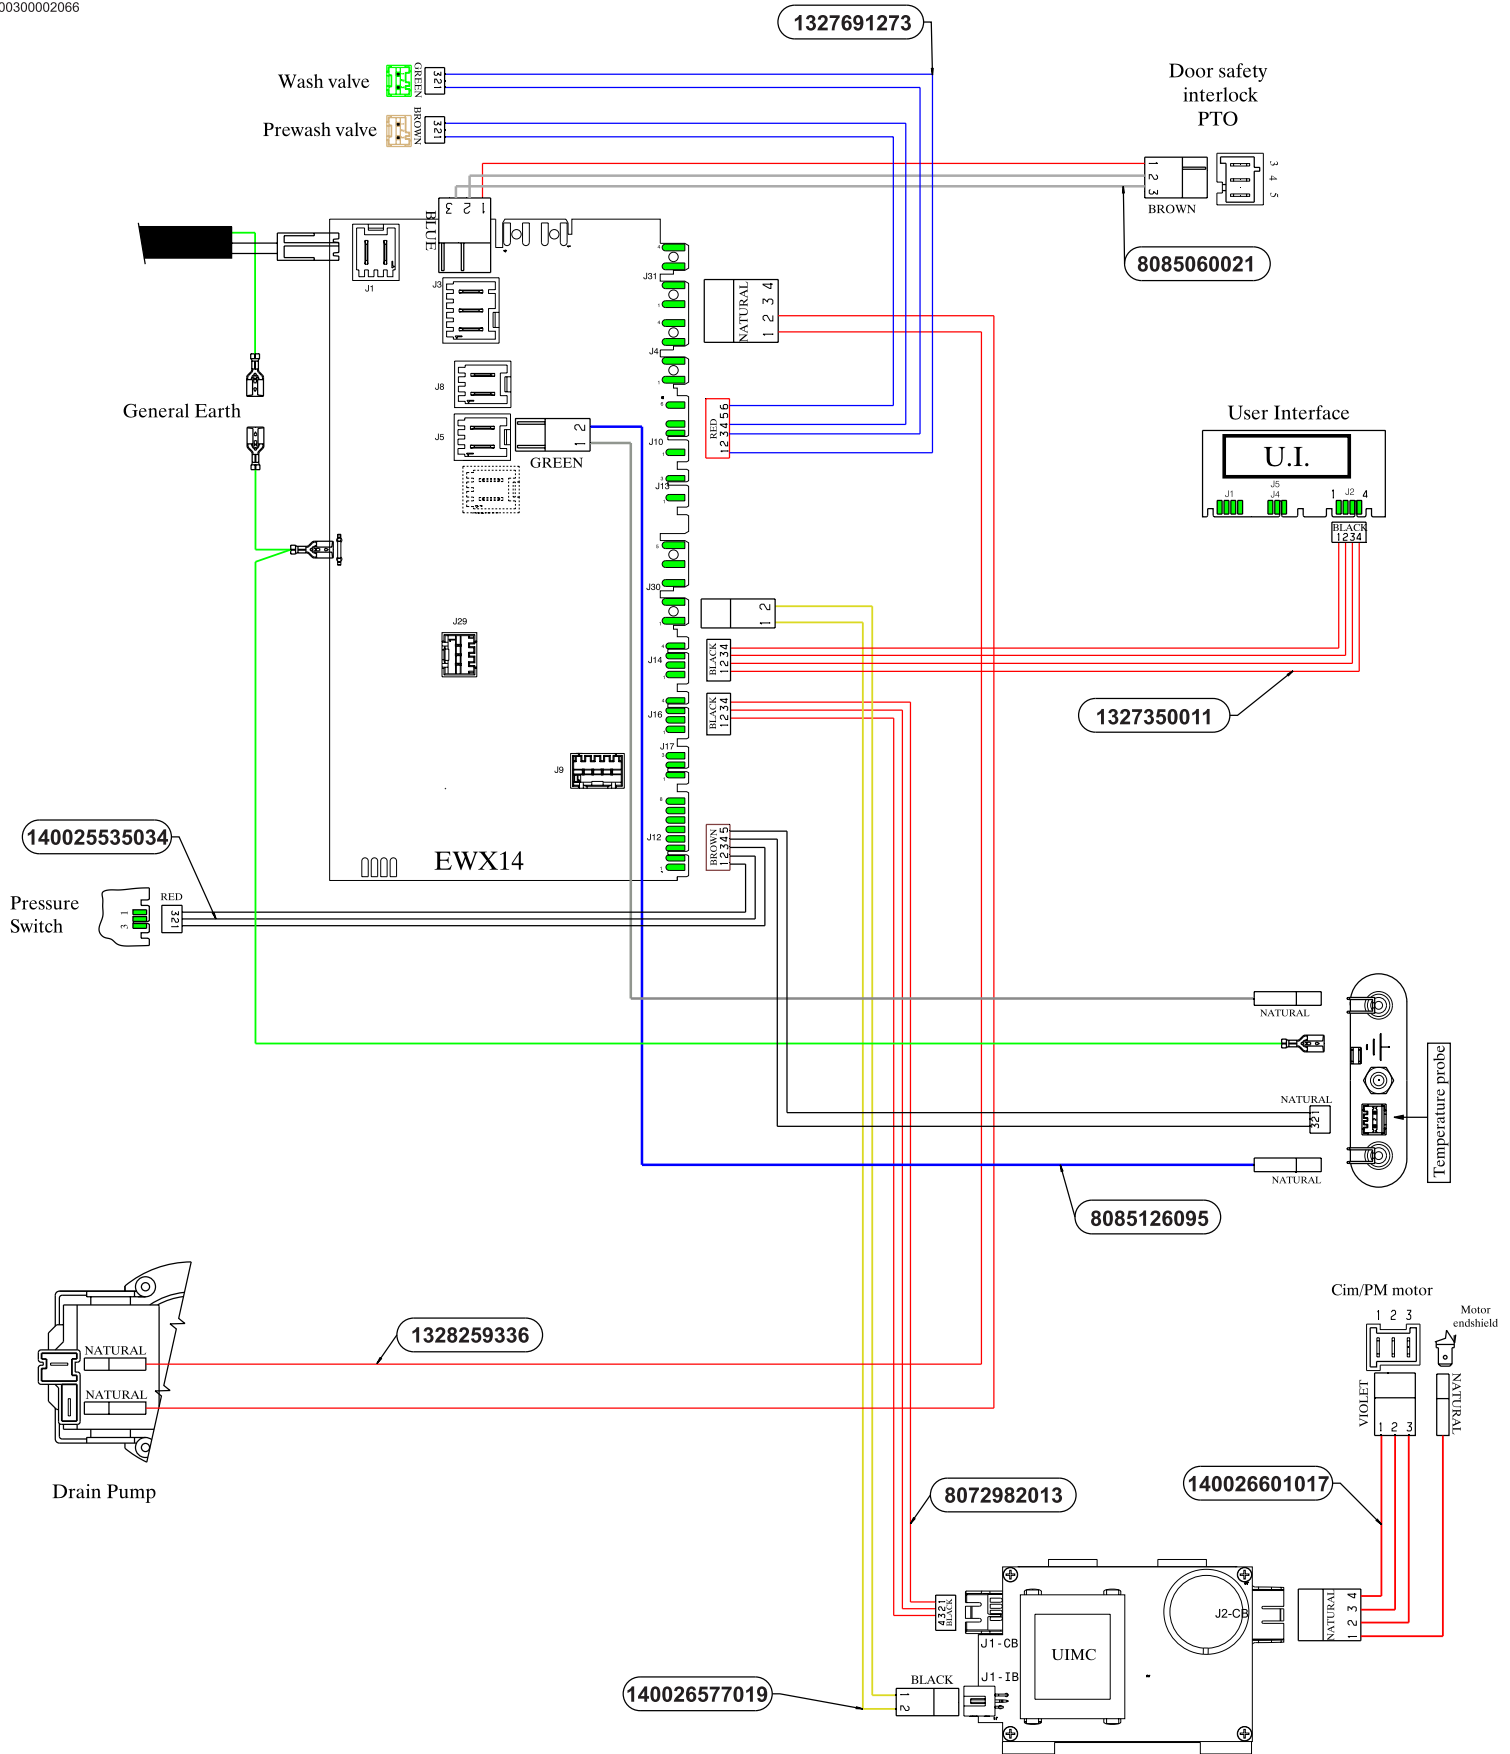 00300002066
1327691273
Wash valve
GREEN
321
Door safety
interlock
PTO
Prewash valve
BROWN
321
1
2
3
3 4 5
BROWN
BLUE
3 2 1
8085060021
J1
J3
J31
NATURAL
1 2 3 4
J4
J8
General Earth
User Interface
J5
1 2
GREEN
J10
RED
1 2 3 4 5 6
U.I.
J13
J1
J5
J4
1
J2
4
BLACK
1234
J30
1 2
J29
J14
BLACK
1 2 3 4
1327350011
J16
BLACK
1 2 3 4
J17
J9
140025535034
J12
BROWN
1 2 3 4 5
EWX14
Pressure
Switch
1
3
RED
321
NATURAL
NATURAL
321
Temperature probe
NATURAL
8085126095
Cim/PM motor
Motor
endshield
1 2 3
1328259336
NATURAL
NATURAL
VIOLET
1 2 3
NATURAL
Drain Pump
8072982013
140026601017
4321
BLACK
J1-CB
J2-CB
NATURAL
1 2 3 4
UIMC
J1-IB
BLACK
1
2
140026577019